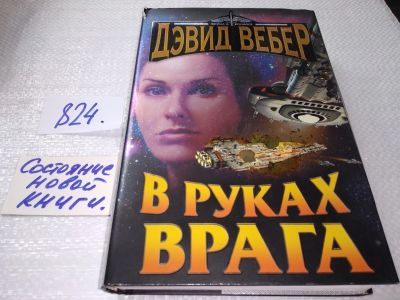 ДЭВИД ВЕБЕР
824.
Состояние
новой
книги.
В РУКАХ
ВРАГА